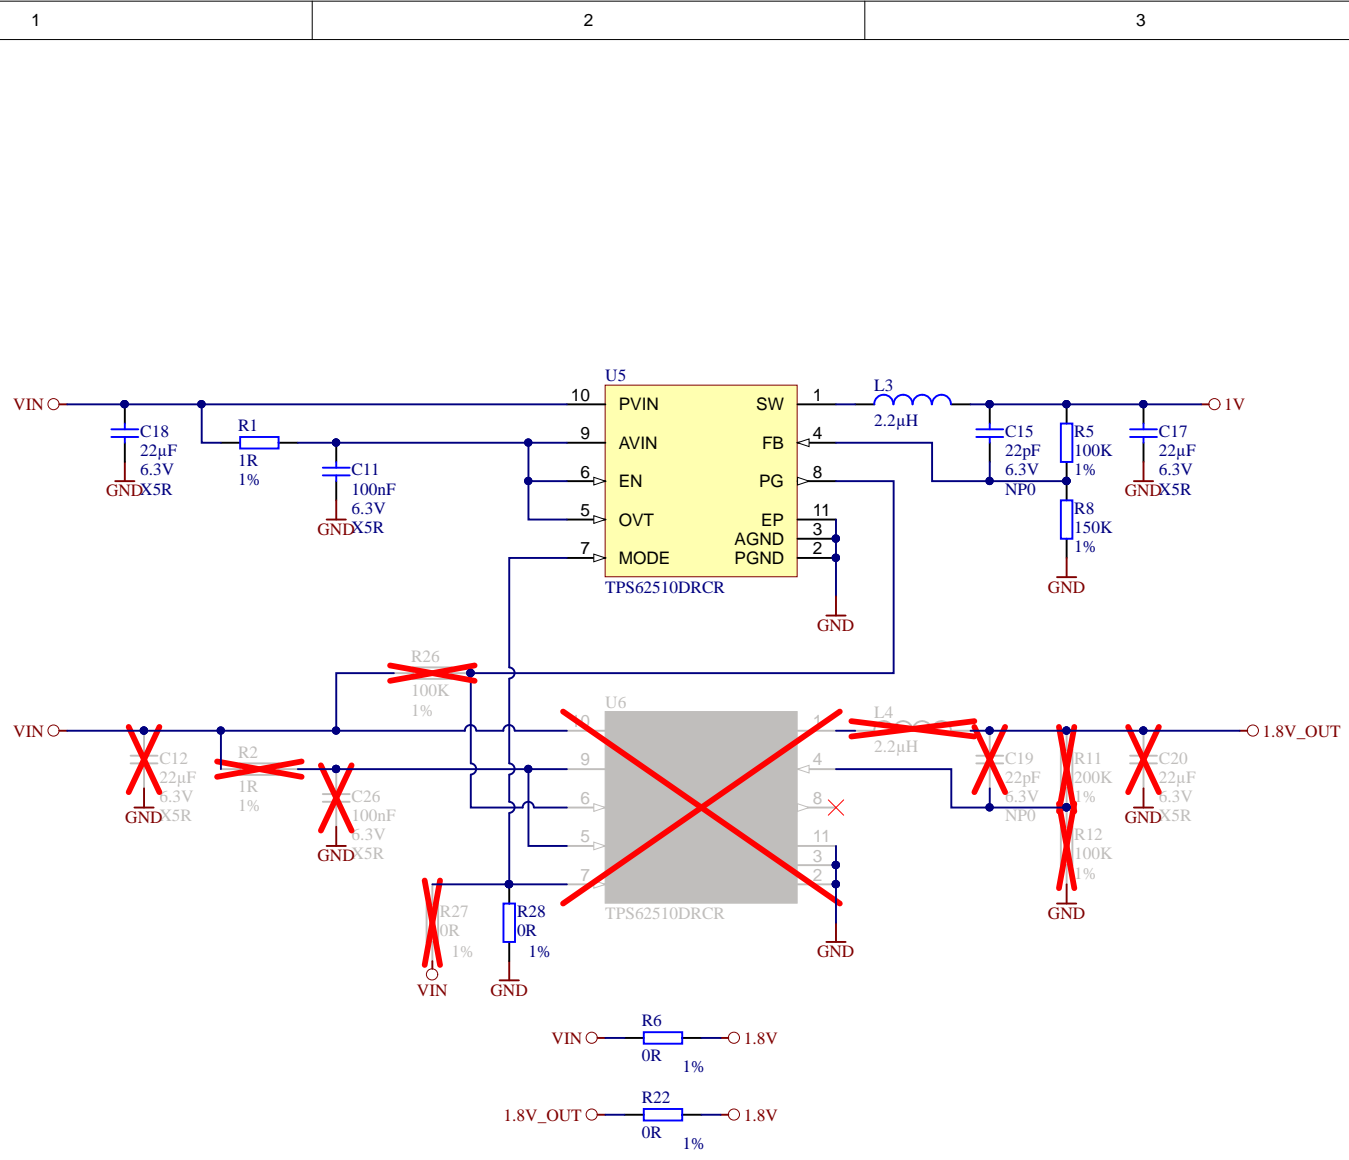 1 2 3
U5
VIN 10 PVIN SW 1 L3 1V
2.2µH
9 AVIN FB 4
6 EN PG 8
5 OVT EP 11
AGND 3
7 MODE PGND 2
TPS62510DRCR
GND
C18
22µF
6.3V
X5R
GND
R1
1R
1%
C11
100nF
6.3V
X5R
GND
C15
22pF
6.3V
NP0
R5
100K
1%
C17
22µF
6.3V
X5R
GND
R8
150K
1%
GND
R26
100K
1%
U6
VIN 10 1 L4 1.8V_OUT
2.2µH
9 4
6 8
5 11
3
7 2
TPS62510DRCR
GND
C12
22µF
6.3V
X5R
GND
R2
1R
1%
C26
100nF
6.3V
X5R
GND
C19
22pF
6.3V
NP0
R11
200K
1%
C20
22µF
6.3V
X5R
GND
R12
100K
1%
GND
R27
0R
1%
VIN
R28
0R
1%
GND
R6
VIN 1.8V
0R
1%
R22
1.8V_OUT 1.8V
0R
1%